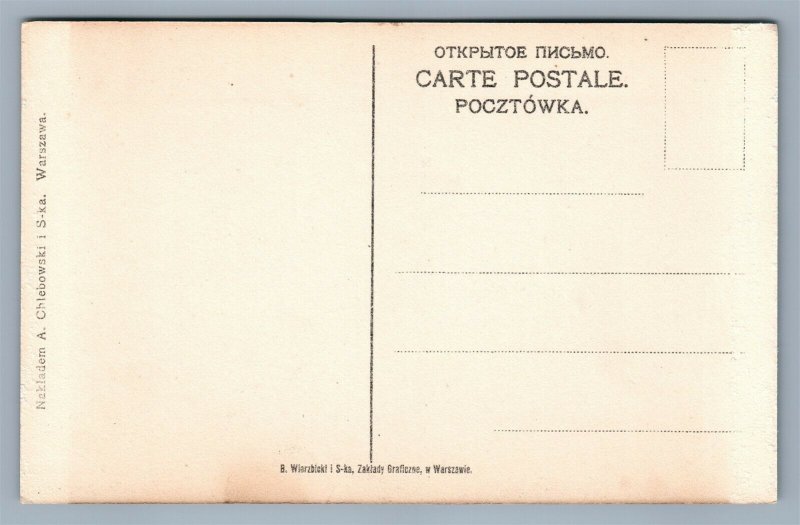 ОТКРЫТОЕ ПИСЬМО.
CARTE POSTALE.
POCZTÓWKA.
Nakładem A. Chlebowski i S-ka. Warszawa.
B. Wierzbicki i S-ka, Zakłady Graficzne, w Warszawie.